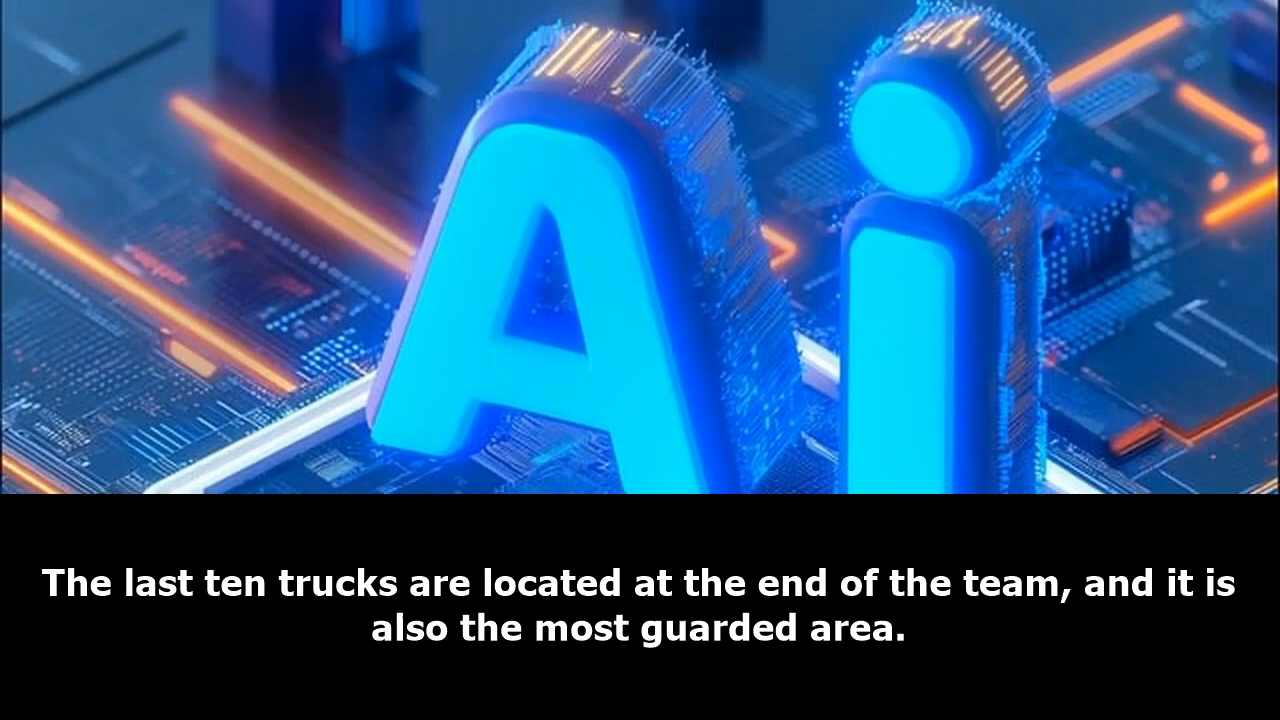 Ai
The last ten trucks are located at the end of the team, and it is
also the most guarded area.